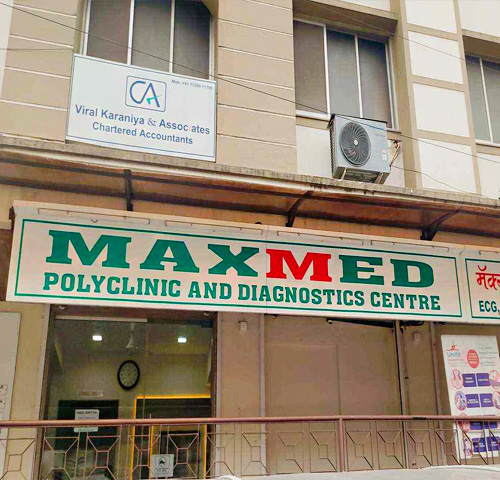 CA
Viral Karaniya & Associates
Chartered Accountants
MAXMED
POLYCLINIC AND DIAGNOSTICS CENTRE
ECG,